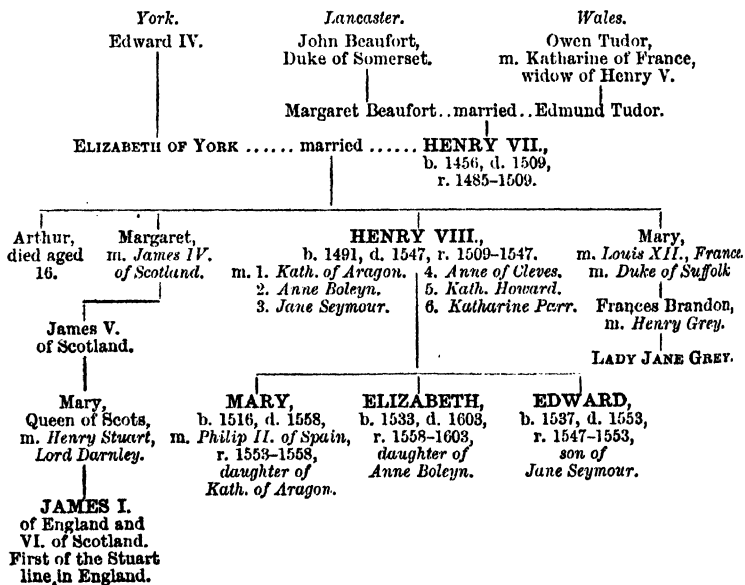 York.
Edward IV.
Lancaster.
John Beaufort,
Duke of Somerset.
Wales.
Owen Tudor,
m. Katharine of France,
widow of Henry V.
Margaret Beaufort..married..Edmund Tudor.
ELIZABETH OF YORK ...... married ...... HENRY VII.,
b. 1456, d. 1509,
r. 1485–1509.
Arthur,
died aged
16.
Margaret,
m. James IV.
of Scotland.
HENRY VIII.,
b. 1491, d. 1547, r. 1509–1547.
m. 1. Kath. of Aragon. 4. Anne of Cleves.
2. Anne Boleyn. 5. Kath. Howard.
3. Jane Seymour. 6. Katharine Parr.
Mary,
m. Louis XII., France.
m. Duke of Suffolk
Frances Brandon,
m. Henry Grey.
LADY JANE GREY.
James V.
of Scotland.
Mary,
Queen of Scots,
m. Henry Stuart,
Lord Darnley.
JAMES I.
of England and
VI. of Scotland.
First of the Stuart
line in England.
MARY,
b. 1516, d. 1558,
m. Philip II. of Spain,
r. 1553–1558,
daughter of
Kath. of Aragon.
ELIZABETH,
b. 1533, d. 1603,
r. 1558–1603,
daughter of
Anne Boleyn.
EDWARD,
b. 1537, d. 1553,
r. 1547–1553,
son of
Jane Seymour.